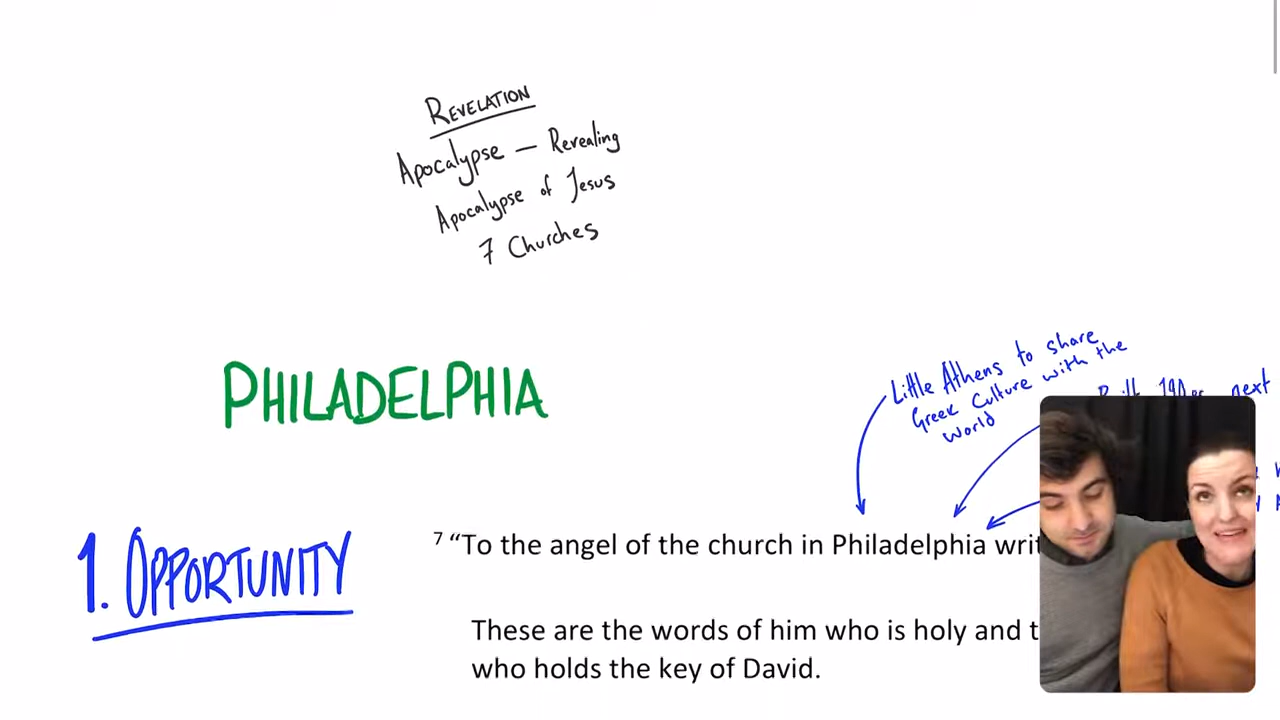 REVELATION
Apocalypse — Revealing
Apocalypse of Jesus
7 Churches
PHILADELPHIA
Little Athens to share
Greek Culture with the
World
next
1. OPPORTUNITY
7 “To the angel of the church in Philadelphia writ
These are the words of him who is holy and t
who holds the key of David.